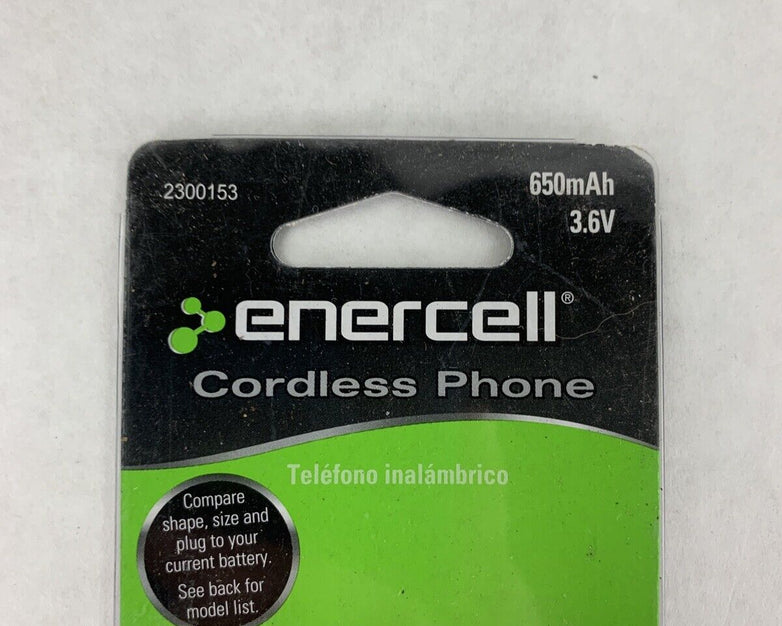 2300153
650mAh
3.6V
enercell®
Cordless Phone
Teléfono inalámbrico
Compare
shape, size and
plug to your
current battery.
See back for
model list.